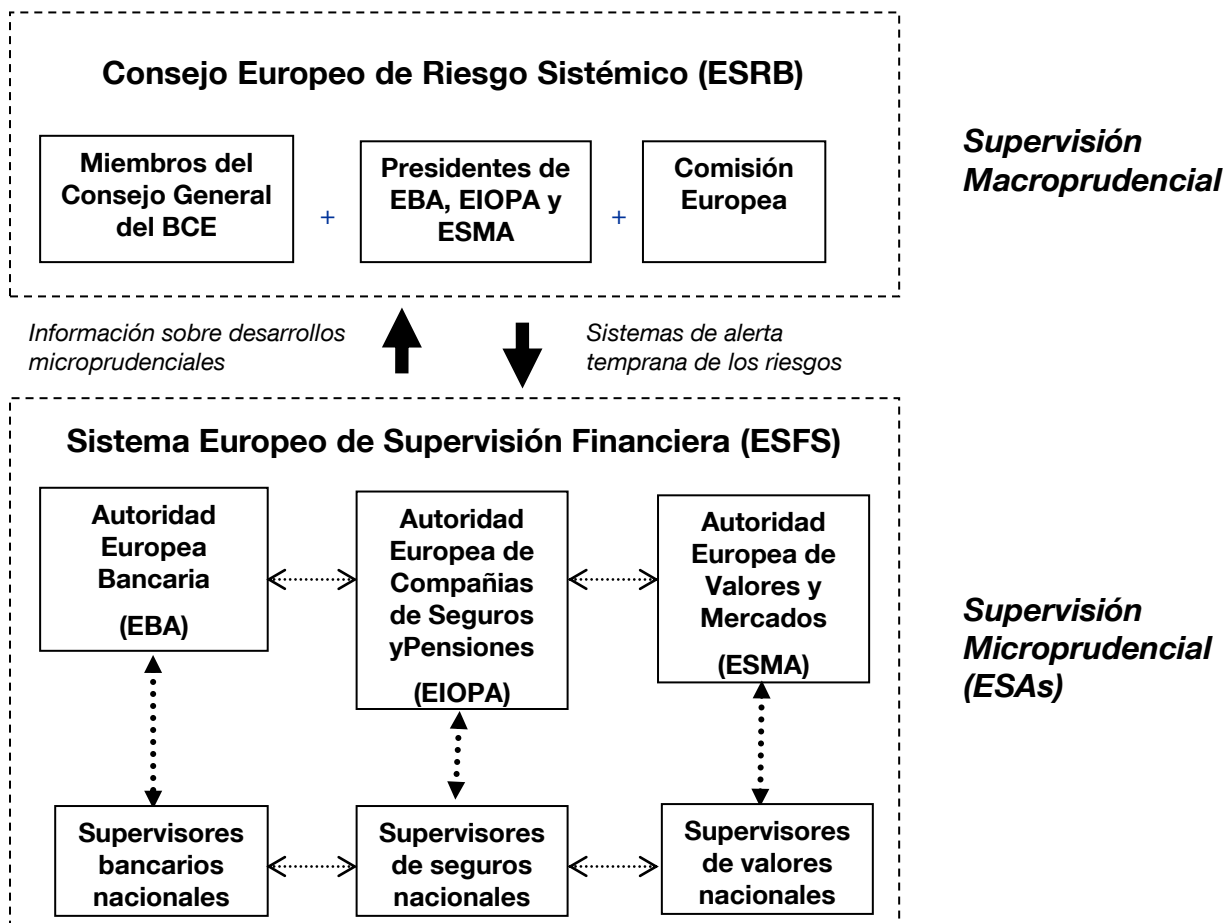 Consejo Europeo de Riesgo Sistémico (ESRB)
Miembros del
Consejo General
del BCE
+
Presidentes de
EBA, EIOPA y
ESMA
+
Comisión
Europea
Supervisión
Macroprudencial
Información sobre desarrollos
microprudenciales
Sistemas de alerta
temprana de los riesgos
Sistema Europeo de Supervisión Financiera (ESFS)
Autoridad
Europea
Bancaria
(EBA)
Autoridad
Europea de
Compañias
de Seguros
yPensiones
(EIOPA)
Autoridad
Europea de
Valores y
Mercados
(ESMA)
Supervisión
Microprudencial
(ESAs)
Supervisores
bancarios
nacionales
Supervisores
de seguros
nacionales
Supervisores
de valores
nacionales